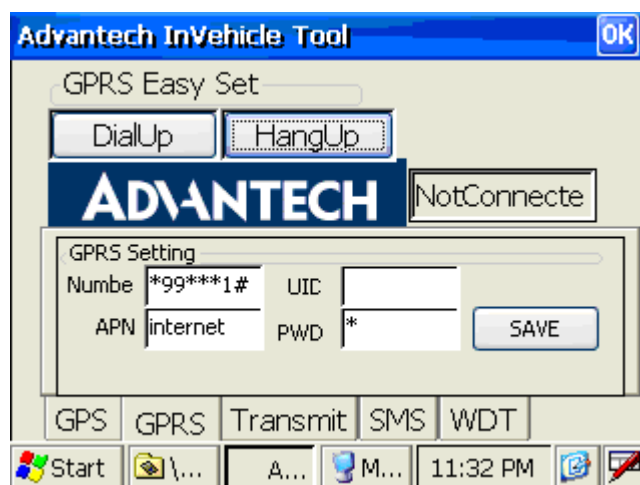 Advantech InVehicle Tool OK
GPRS Easy Set
DialUp HangUp
ADVANTECH NotConnecte
GPRS Setting
Numbe *99***1# UID
APN internet PWD * SAVE
GPS GPRS Transmit SMS WDT
Start \... A... M... 11:32 PM